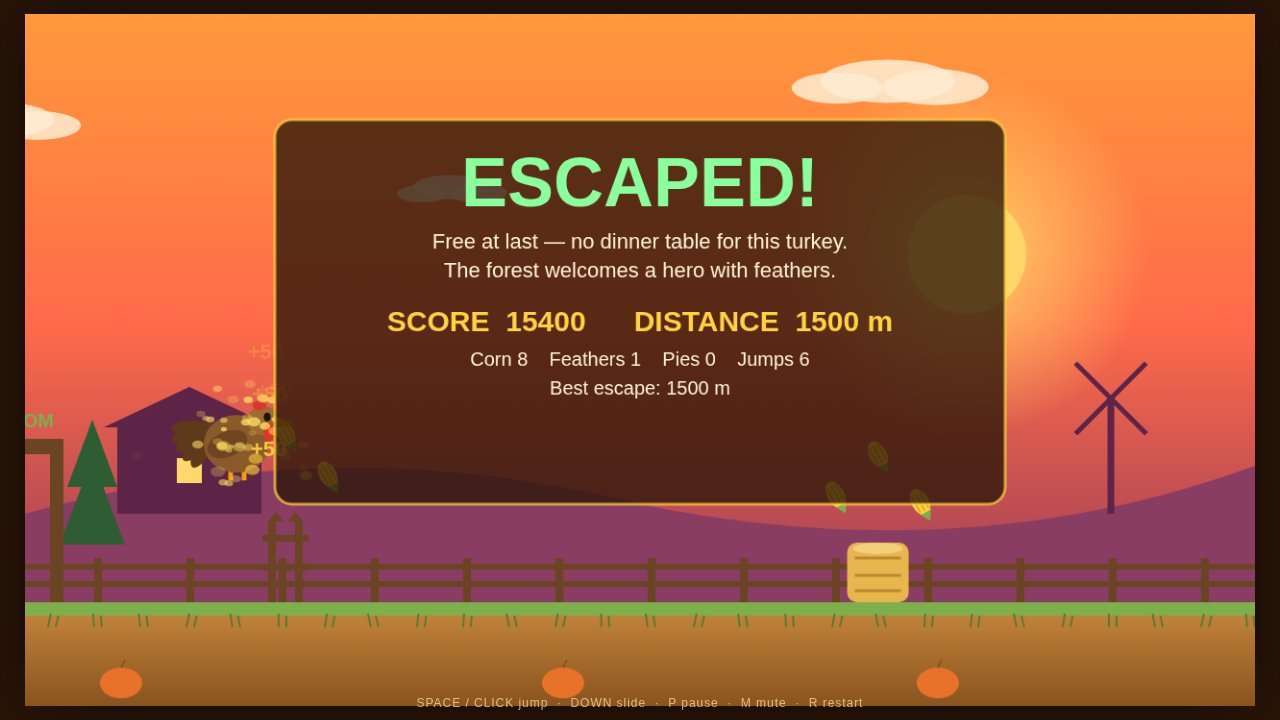 ESCAPED!
Free at last — no dinner table for this turkey.
The forest welcomes a hero with feathers.
SCORE 15400 DISTANCE 1500 m
Corn 8 Feathers 1 Pies 0 Jumps 6
Best escape: 1500 m
SPACE / CLICK jump · DOWN slide · P pause · M mute · R restart